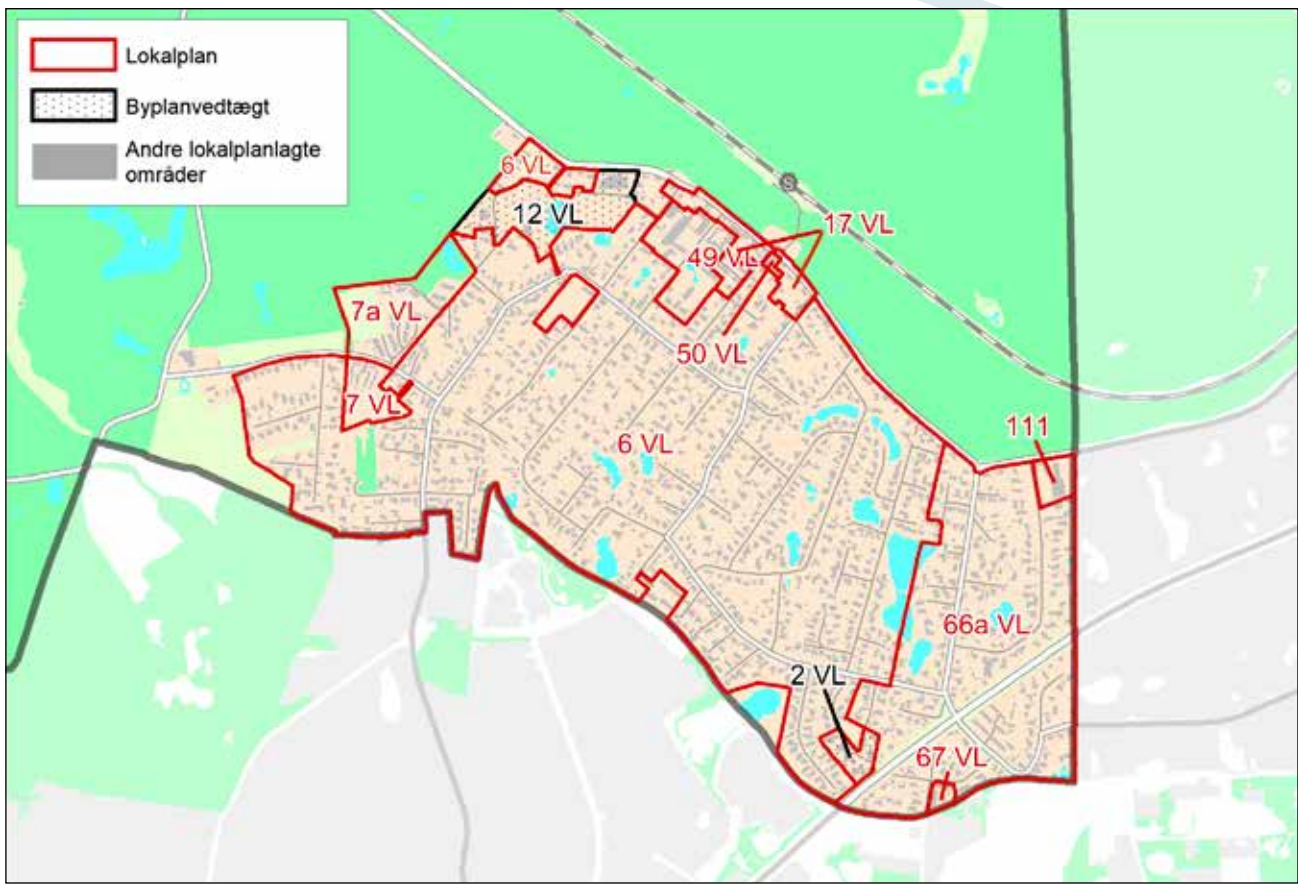 Lokalplan
Byplanvedtægt
Andre lokalplanlagte
områder
6 VL
12 VL
S
17 VL
49 VL
7a VL
50 VL
7 VL
6 VL
111
66a VL
2 VL
67 VL